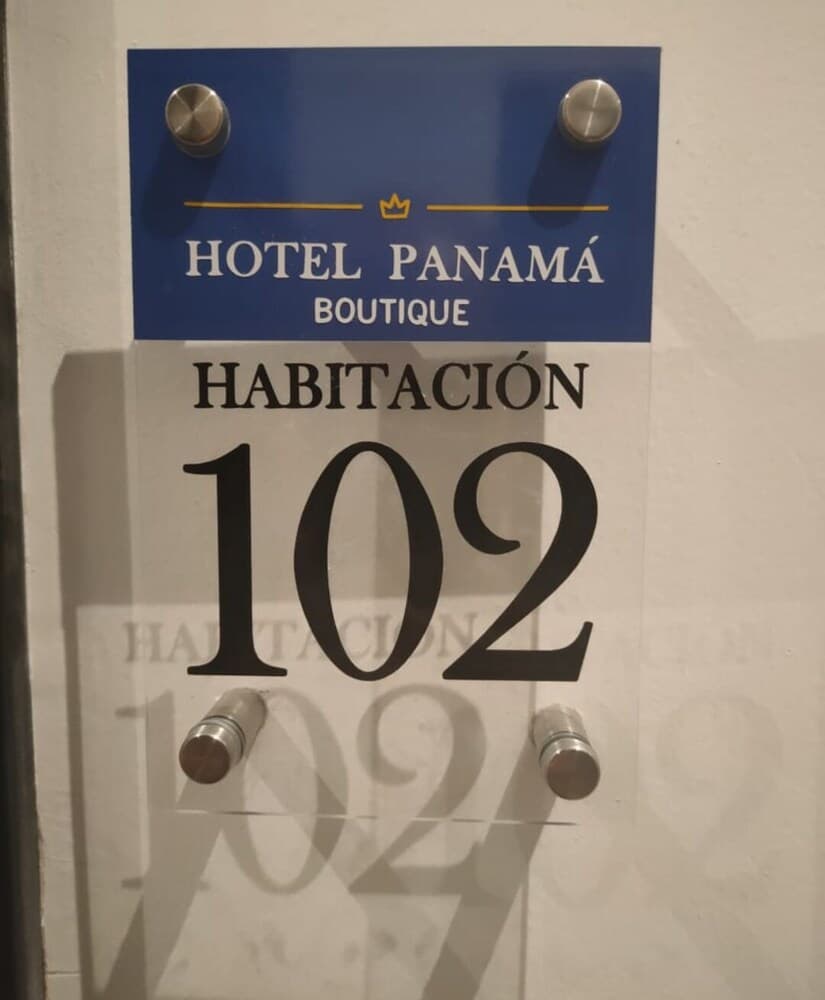 HOTEL PANAMÁ
BOUTIQUE
HABITACIÓN
102